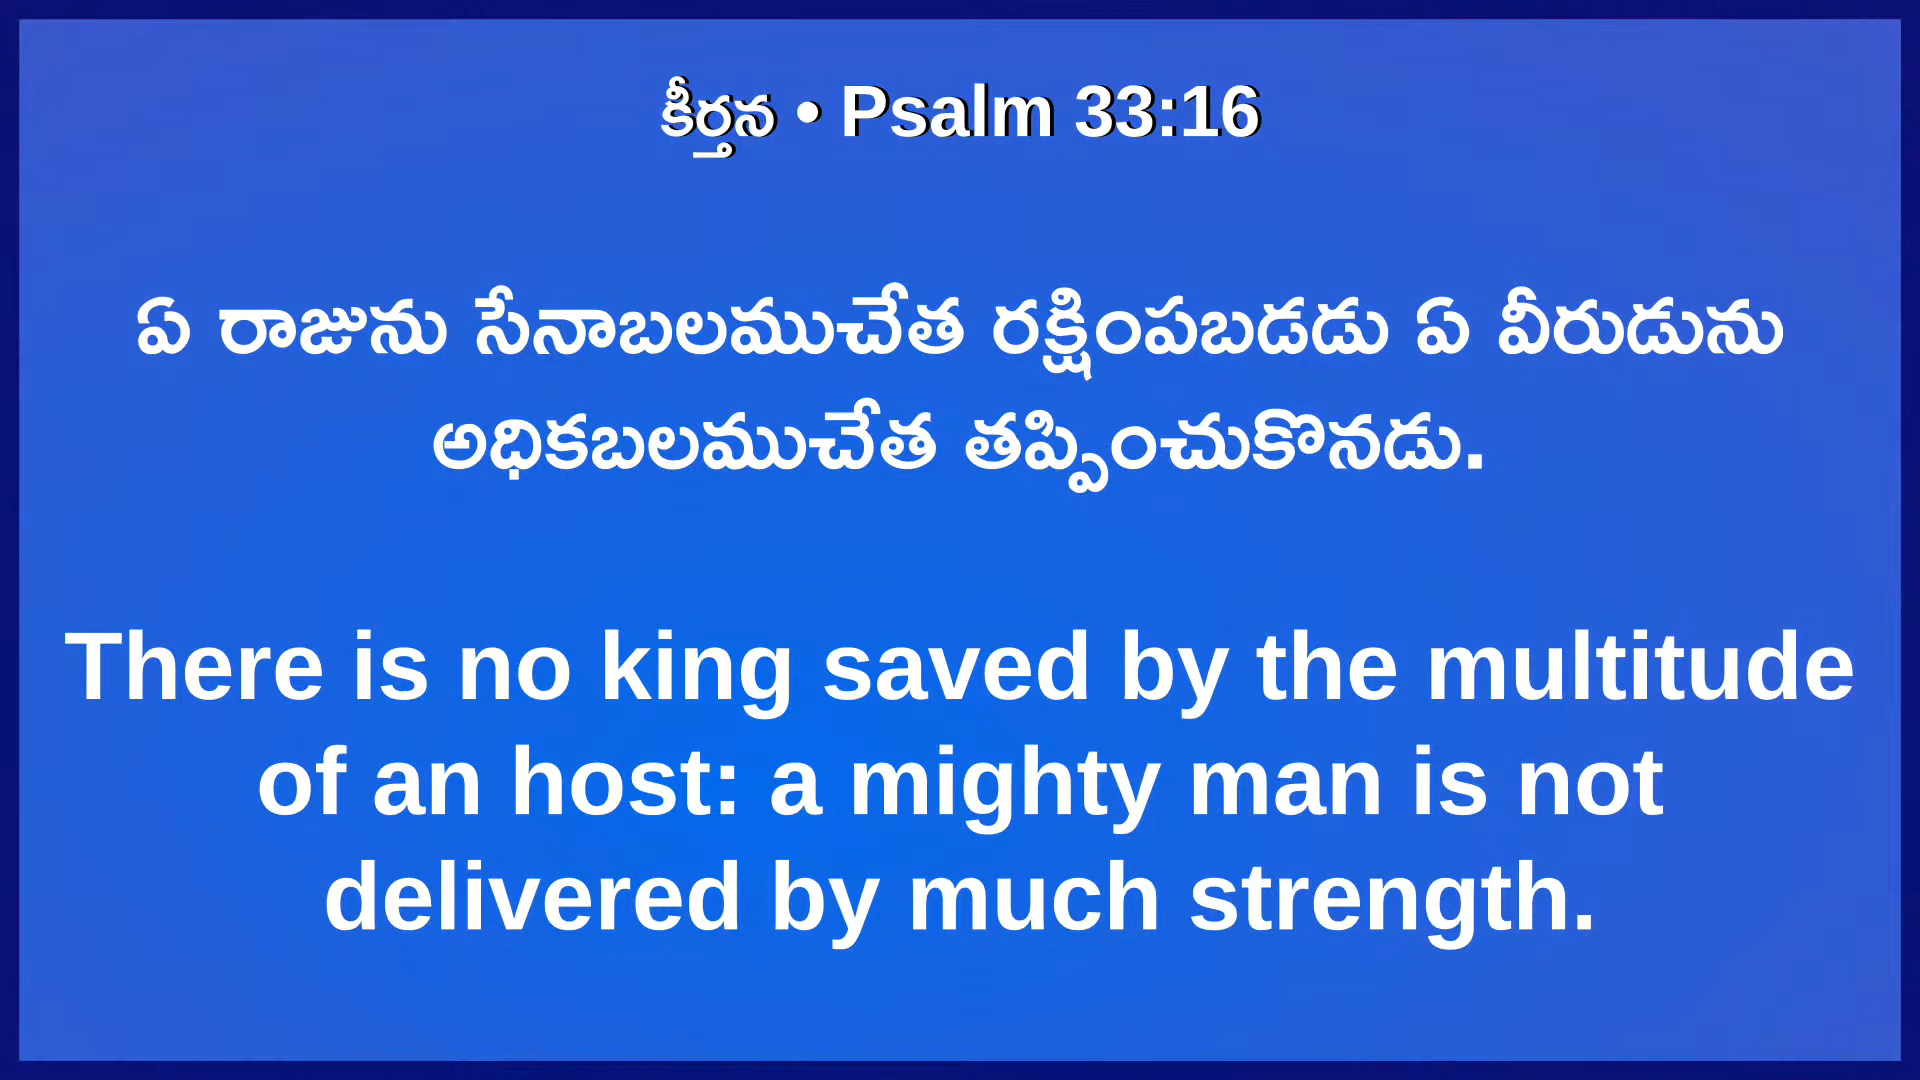 కీర్తన • Psalm 33:16
ఏ రాజును సేనాబలముచేత రక్షింపబడడు ఏ వీరుడును
అధికబలముచేత తప్పించుకొనడు.
There is no king saved by the multitude
of an host: a mighty man is not
delivered by much strength.